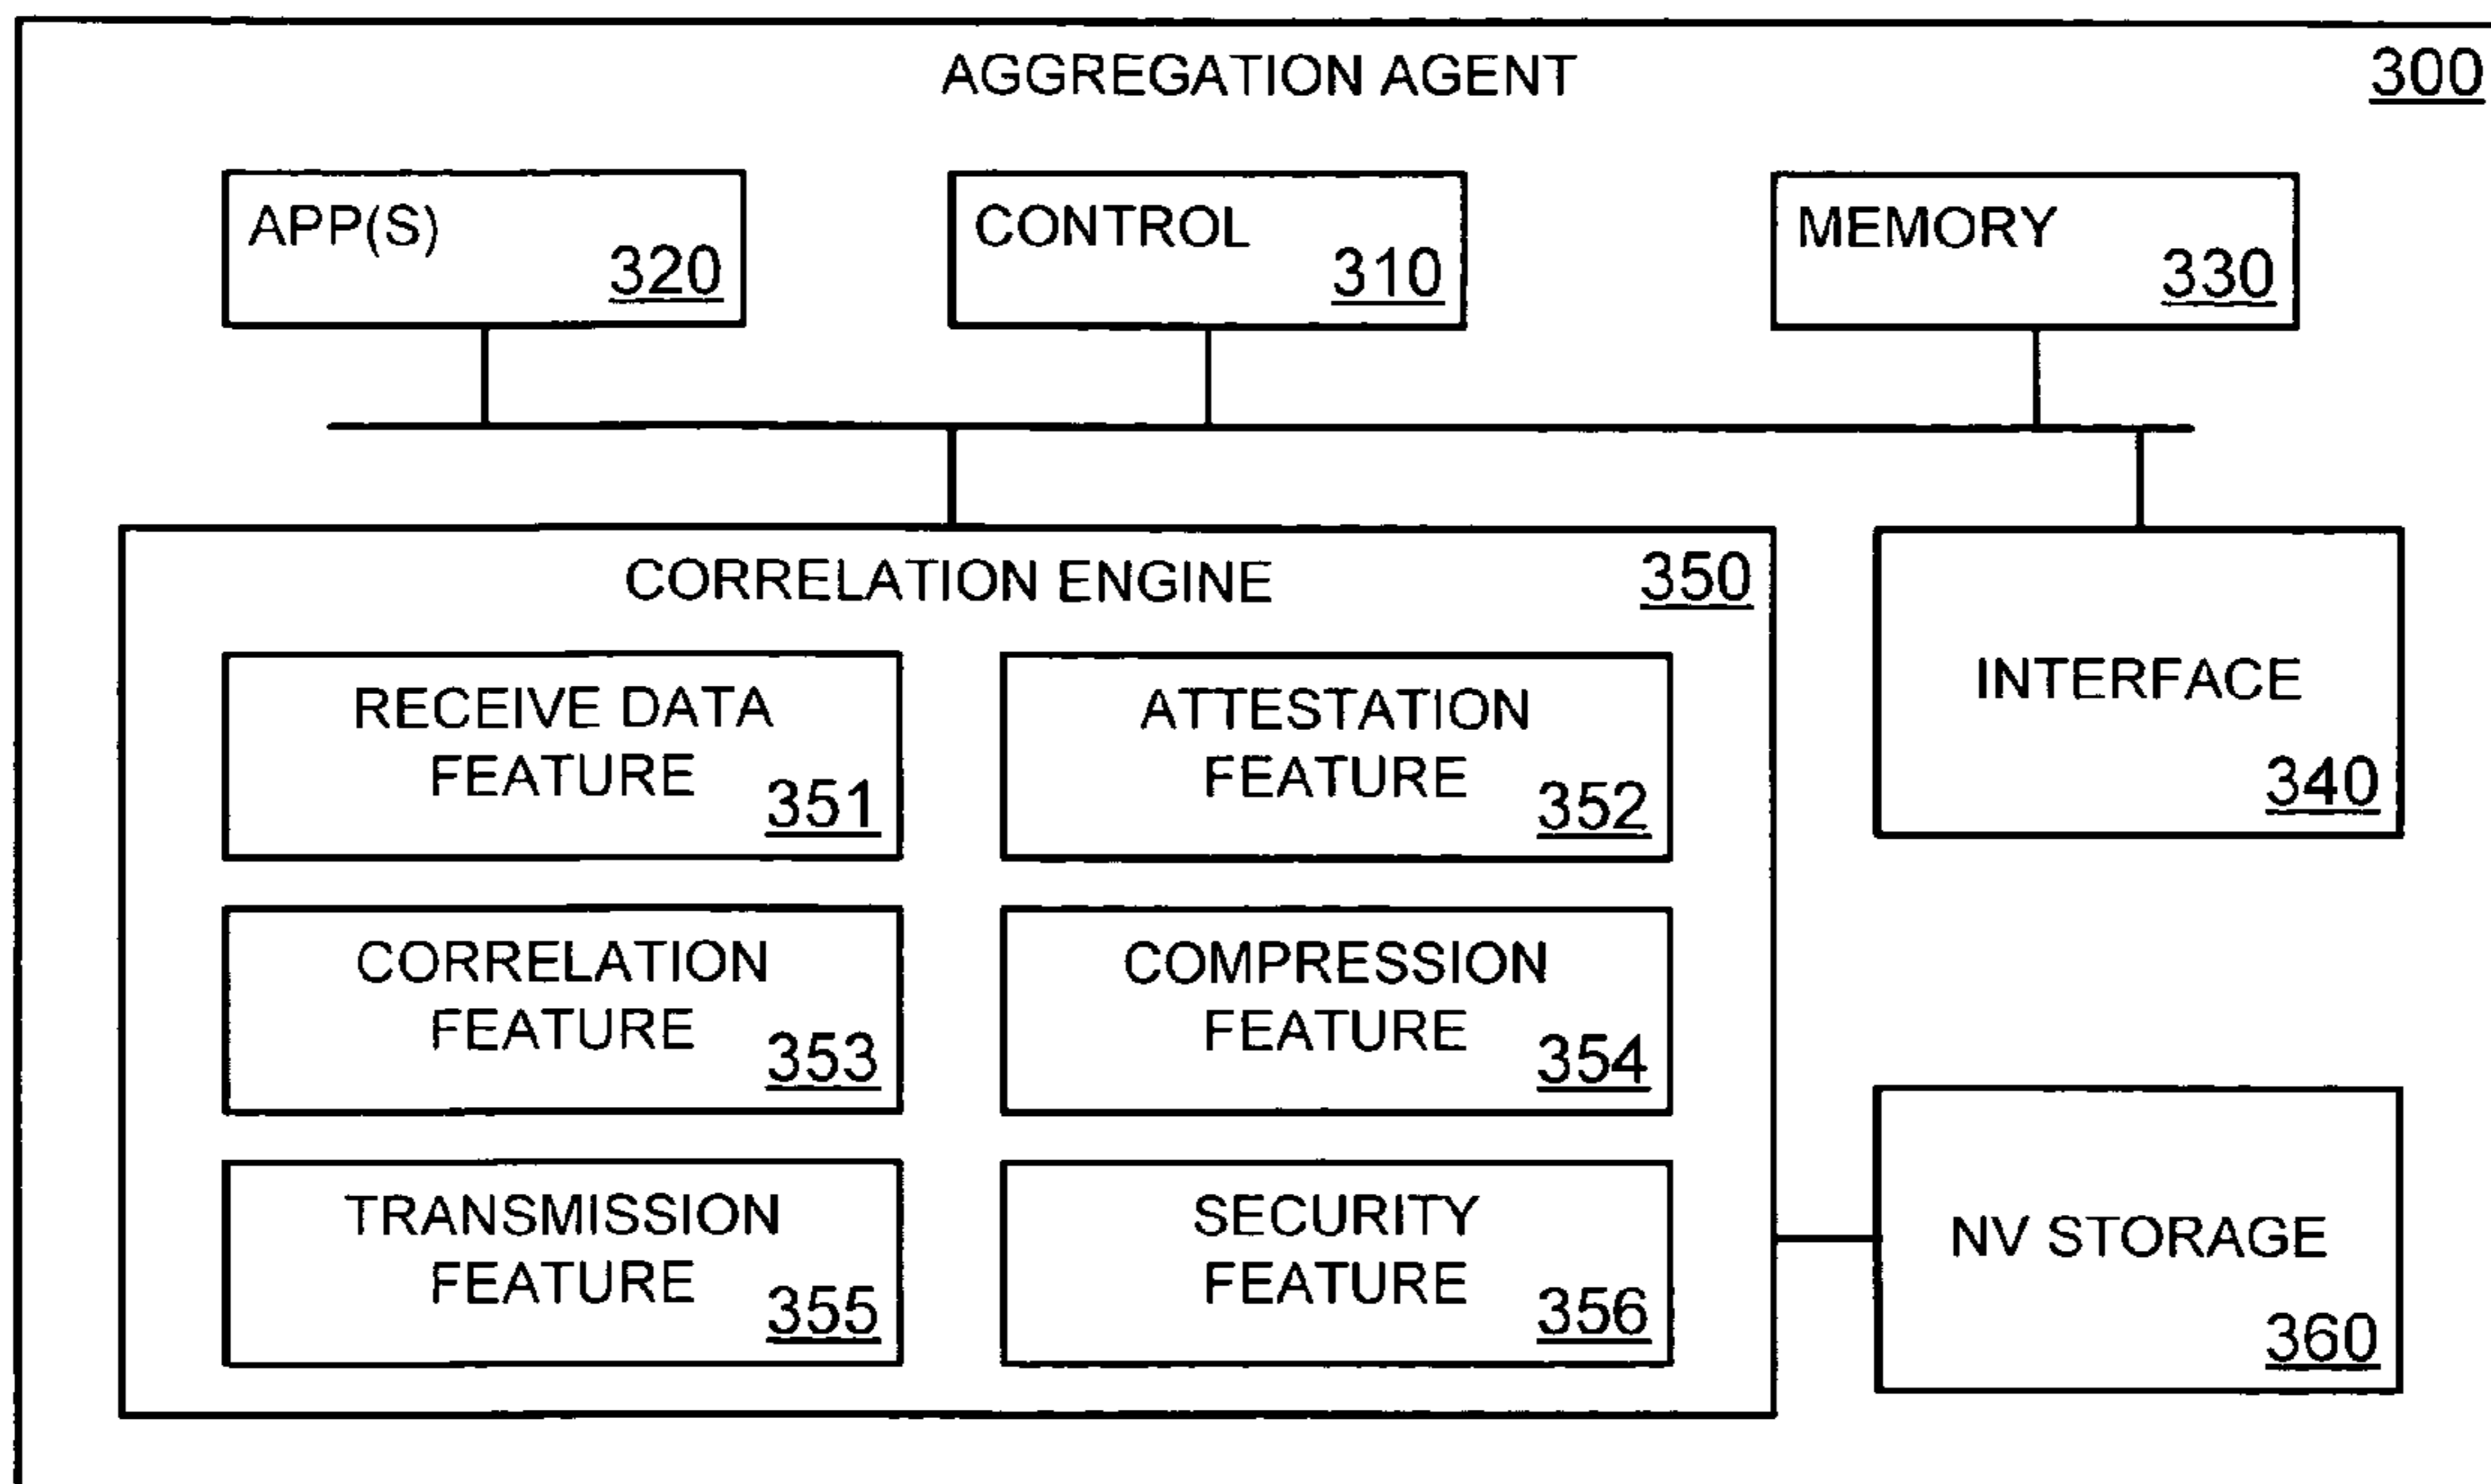 AGGREGATION AGENT
300
APP(S)
320
CONTROL
310
MEMORY
330
CORRELATION ENGINE
350
RECEIVE DATA
FEATURE
351
ATTESTATION
FEATURE
352
INTERFACE
340
CORRELATION
FEATURE
353
COMPRESSION
FEATURE
354
TRANSMISSION
FEATURE
355
SECURITY
FEATURE
356
NV STORAGE
360